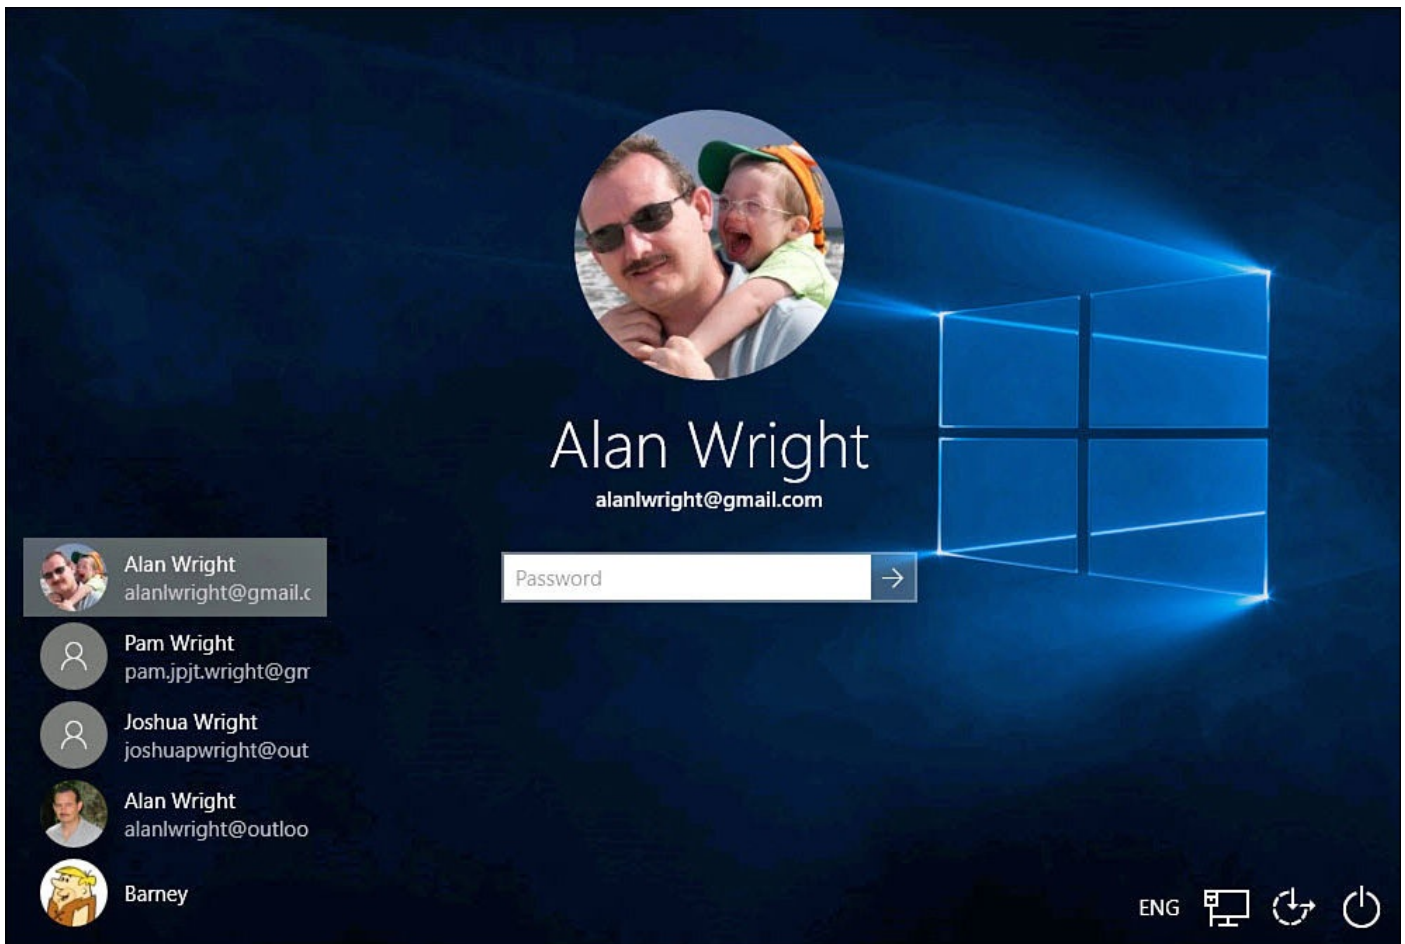 Alan Wright
alanlwright@gmail.com
Password
Alan Wright
alanlwright@gmail.c
Pam Wright
pam.jpjt.wright@gm
Joshua Wright
joshuapwright@out
Alan Wright
alanlwright@outloo
Barney
ENG